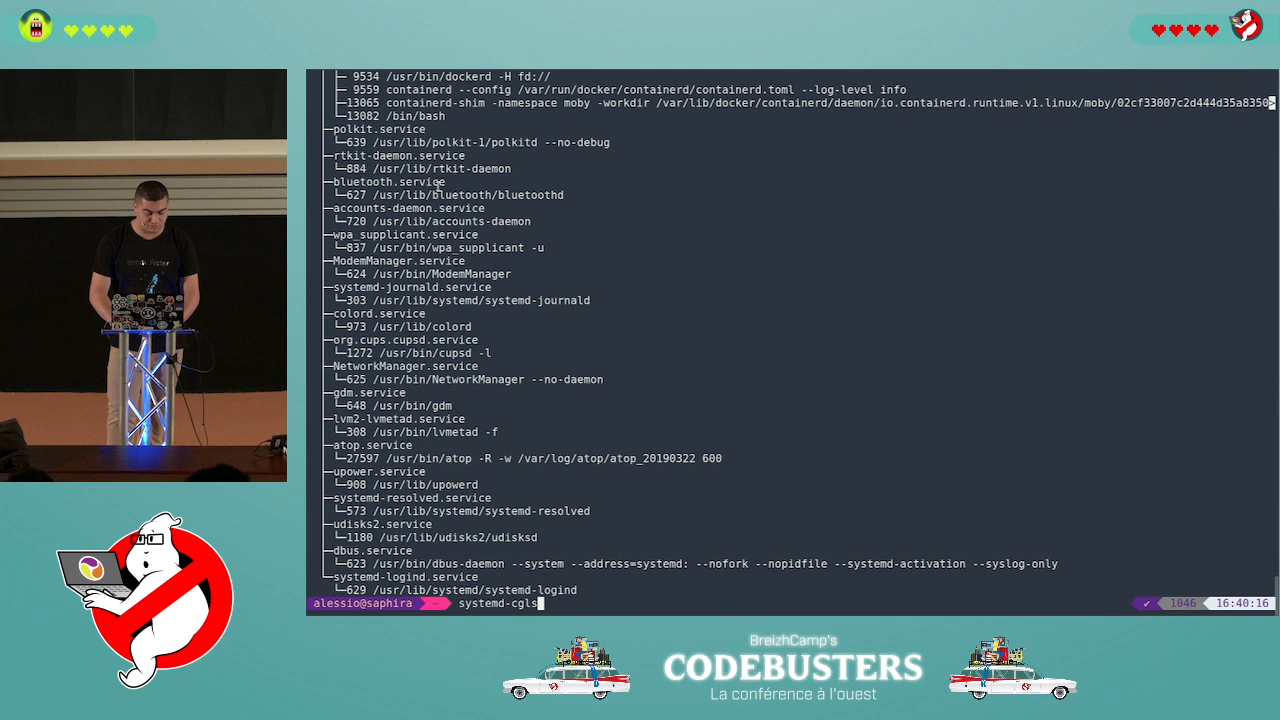 ├─ 9534 /usr/bin/dockerd -H fd://
├─ 9559 containerd --config /var/run/docker/containerd/containerd.toml --log-level info
├─13065 containerd-shim -namespace moby -workdir /var/lib/docker/containerd/daemon/io.containerd.runtime.v1.linux/moby/02cf33007c2d444d35a8350>
└─13082 /bin/bash
├─polkit.service
└─639 /usr/lib/polkit-1/polkitd --no-debug
├─rtkit-daemon.service
└─884 /usr/lib/rtkit-daemon
├─bluetooth.service
└─627 /usr/lib/bluetooth/bluetoothd
├─accounts-daemon.service
└─720 /usr/lib/accounts-daemon
├─wpa_supplicant.service
└─837 /usr/bin/wpa_supplicant -u
├─ModemManager.service
└─624 /usr/bin/ModemManager
├─systemd-journald.service
└─303 /usr/lib/systemd/systemd-journald
├─colord.service
└─973 /usr/lib/colord
├─org.cups.cupsd.service
└─1272 /usr/bin/cupsd -l
├─NetworkManager.service
└─625 /usr/bin/NetworkManager --no-daemon
├─gdm.service
└─648 /usr/bin/gdm
├─lvm2-lvmetad.service
└─308 /usr/bin/lvmetad -f
├─atop.service
└─27597 /usr/bin/atop -R -w /var/log/atop/atop_20190322 600
├─upower.service
└─908 /usr/lib/upowerd
├─systemd-resolved.service
└─573 /usr/lib/systemd/systemd-resolved
├─udisks2.service
└─1180 /usr/lib/udisks2/udisksd
├─dbus.service
└─623 /usr/bin/dbus-daemon --system --address=systemd: --nofork --nopidfile --systemd-activation --syslog-only
└─systemd-logind.service
└─629 /usr/lib/systemd/systemd-logind
alessio@saphira ~ systemd-cgls ✓ 1046 16:40:16
BreizhCamp's
CODEBUSTERS
La conférence à l'ouest